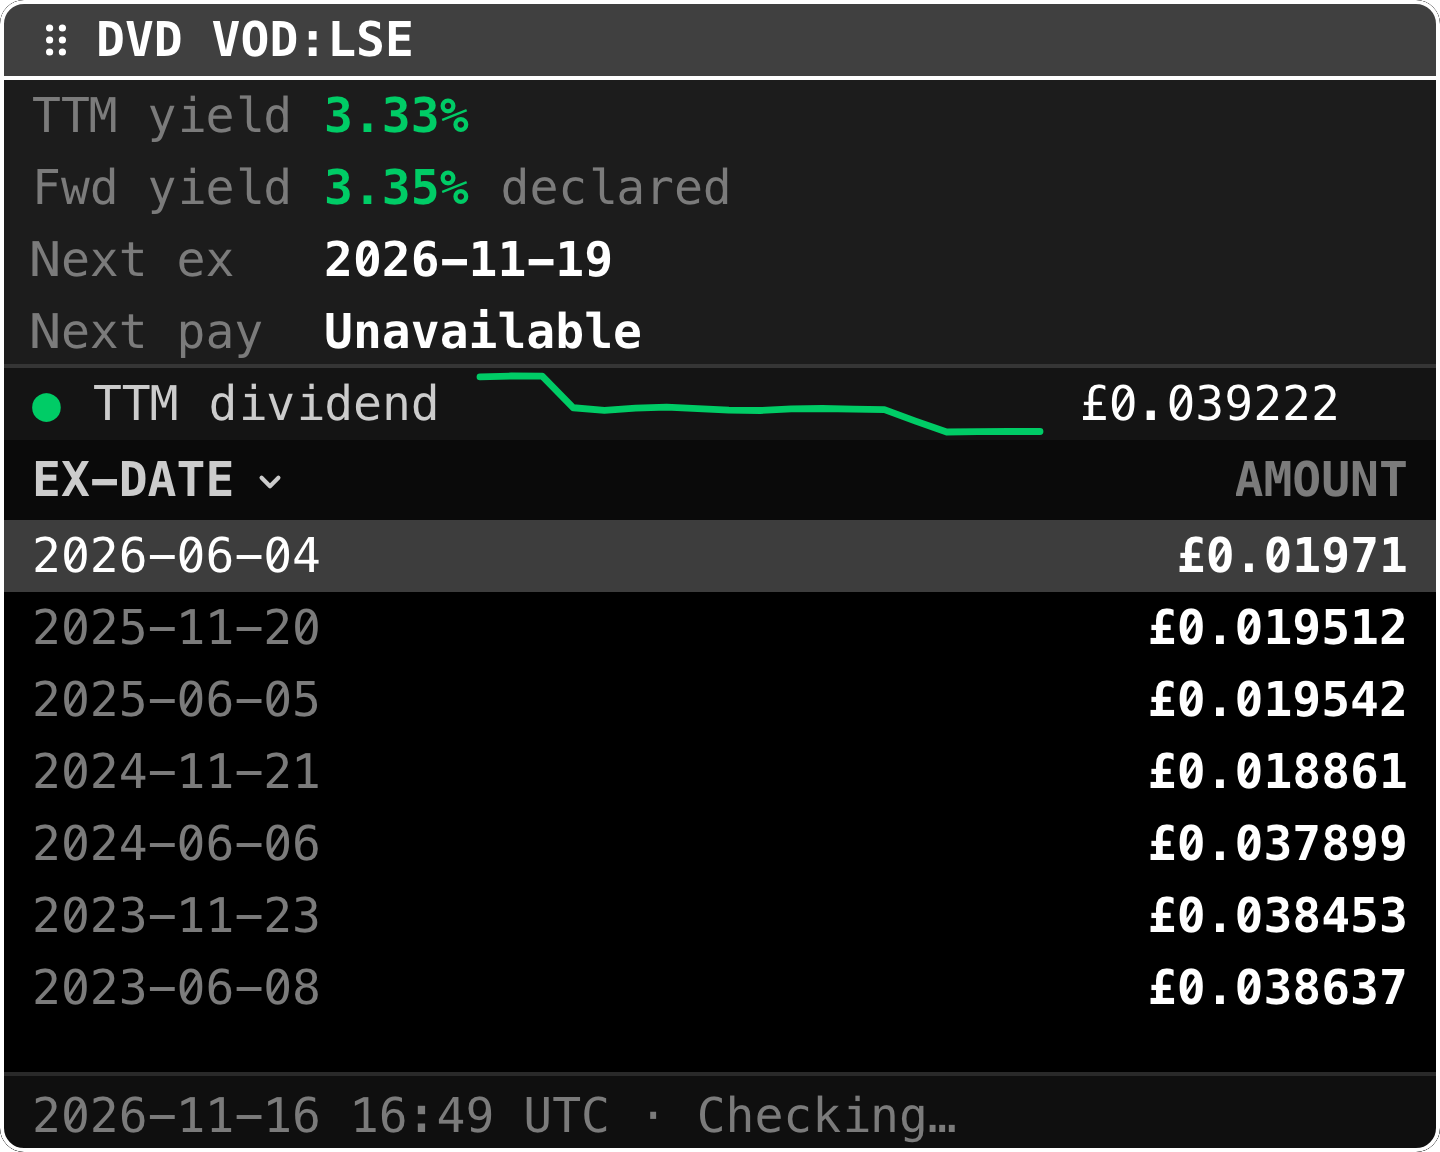 DVD VOD:LSE
TTM yield 3.33%
Fwd yield 3.35% declared
Next ex 2026-11-19
Next pay Unavailable
TTM dividend £0.039222
EX-DATE AMOUNT
2026-06-04 £0.01971
2025-11-20 £0.019512
2025-06-05 £0.019542
2024-11-21 £0.018861
2024-06-06 £0.037899
2023-11-23 £0.038453
2023-06-08 £0.038637
2026-11-16 16:49 UTC · Checking…